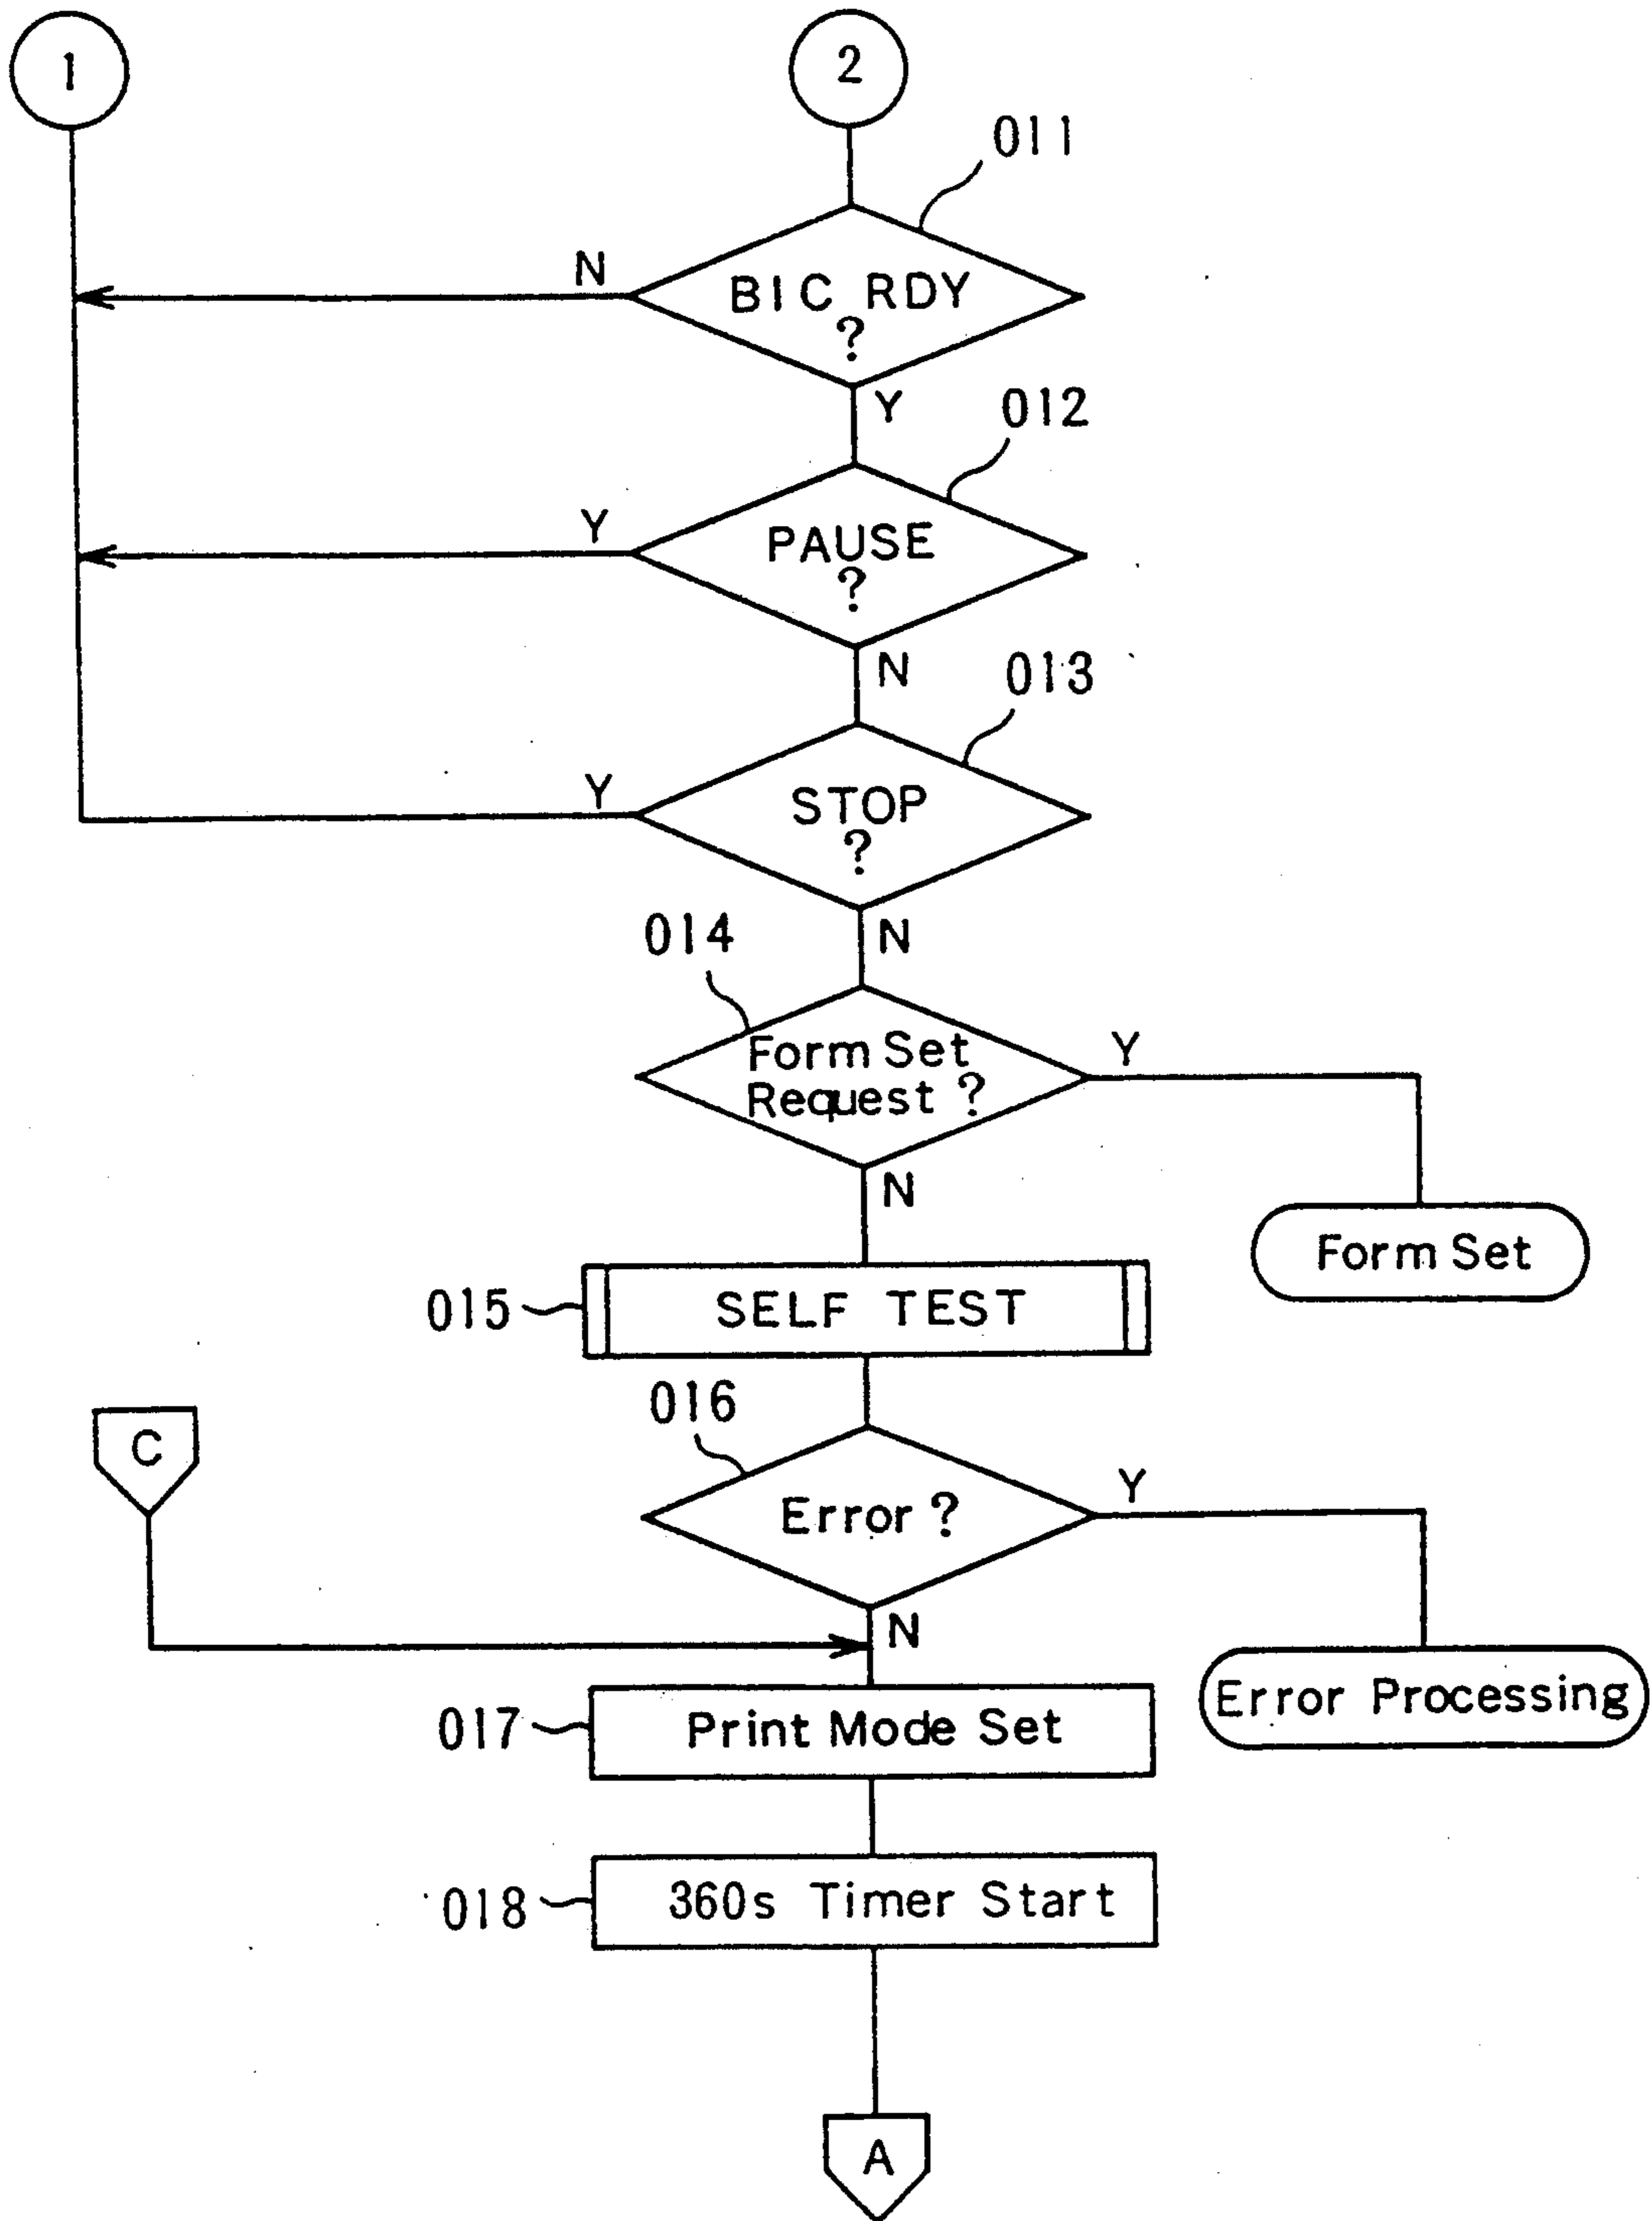 1
2
011
N
BIC RDY
?
Y
012
Y
PAUSE
?
N
013
Y
STOP
?
N
014
Form Set
Request ?
Y
N
Form Set
015
SELF TEST
016
C
Error ?
Y
N
Error Processing
017
Print Mode Set
018
360s Timer Start
A